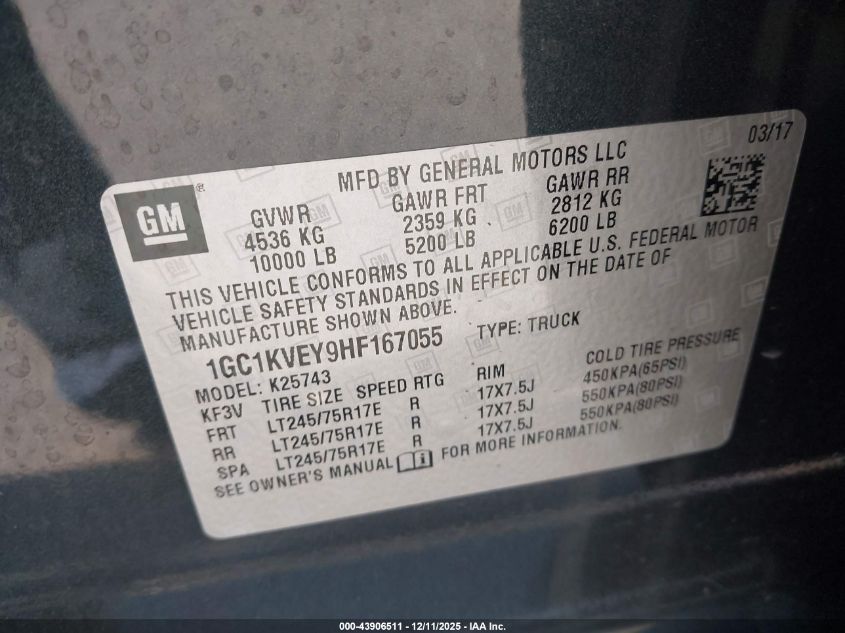 03/17
MFD BY GENERAL MOTORS LLC
GM
®
GVWR GAWR FRT GAWR RR
4536 KG 2359 KG 2812 KG
10000 LB 5200 LB 6200 LB
THIS VEHICLE CONFORMS TO ALL APPLICABLE U.S. FEDERAL MOTOR
VEHICLE SAFETY STANDARDS IN EFFECT ON THE DATE OF
MANUFACTURE SHOWN ABOVE.
1GC1KVEY9HF167055 TYPE: TRUCK
MODEL: K25743
KF3V TIRE SIZE SPEED RTG RIM COLD TIRE PRESSURE
FRT LT245/75R17E R 17X7.5J 450KPA(65PSI)
RR LT245/75R17E R 17X7.5J 550KPA(80PSI)
SPA LT245/75R17E R 17X7.5J 550KPA(80PSI)
SEE OWNER'S MANUAL FOR MORE INFORMATION.
000-43906511 - 12/11/2025 - IAA Inc.